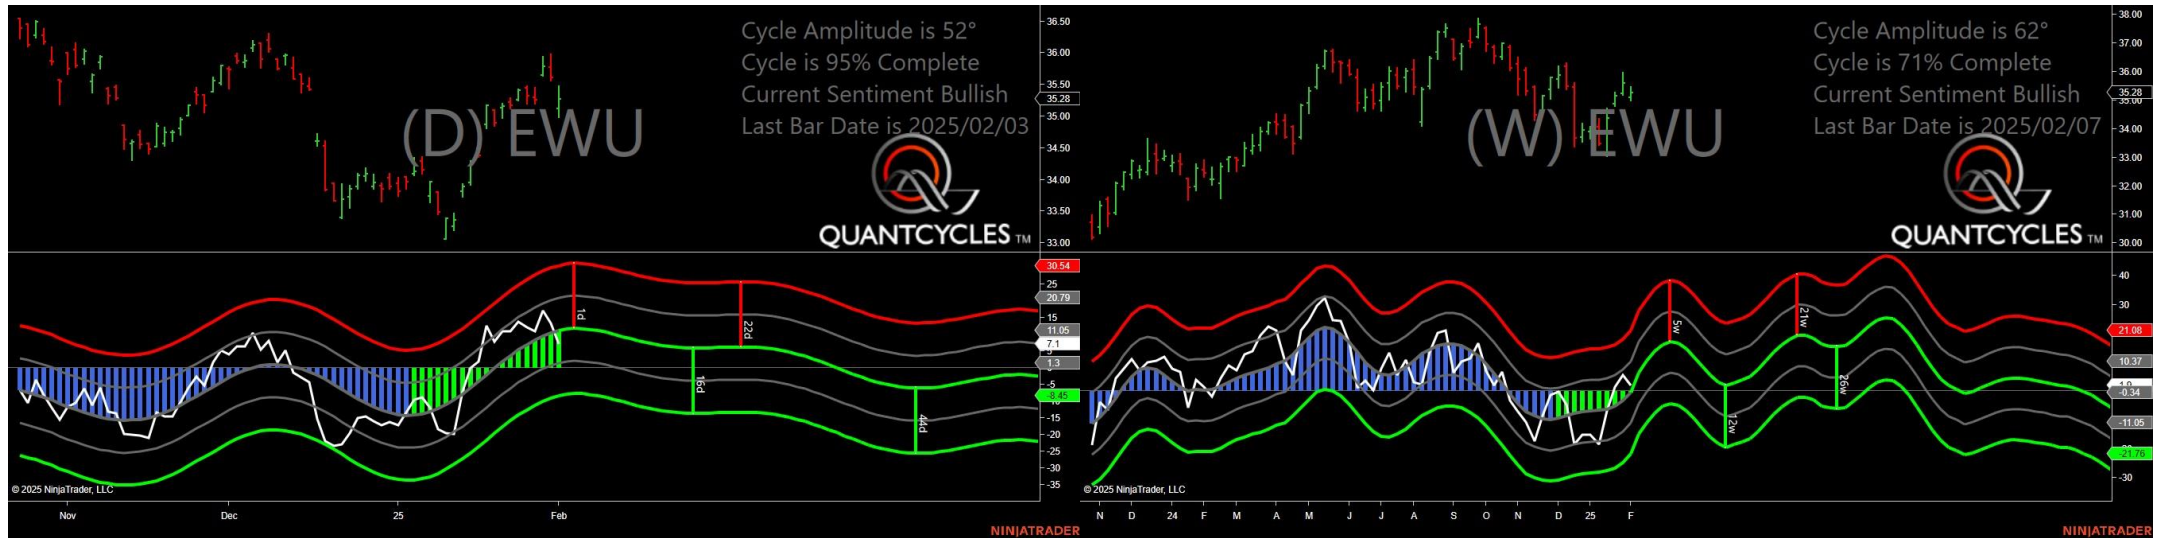 Cycle Amplitude is 52°
Cycle is 95% Complete
Current Sentiment Bullish
Last Bar Date is 2025/02/03
(D) EWU
QUANTCYCLES TM
36.50
36.00
35.50
35.28
35.00
34.50
34.00
33.50
33.00
30.54
25
20.79
15
11.05
7.1
1.3
-5
-8.45
-15
-20
-25
-30
-35
1d
22d
16d
44d
© 2025 NinjaTrader, LLC
Nov
Dec
25
Feb
NINJATRADER
Cycle Amplitude is 62°
Cycle is 71% Complete
Current Sentiment Bullish
Last Bar Date is 2025/02/07
(W) EWU
QUANTCYCLES TM
38.00
37.00
36.00
35.28
35.00
34.00
33.00
32.00
31.00
30.00
40
30
21.08
10.37
-0.34
-11.05
-21.76
-30
5w
21w
12w
26w
© 2025 NinjaTrader, LLC
N D 24 F M A M J J A S O N D 25 F
NINJATRADER